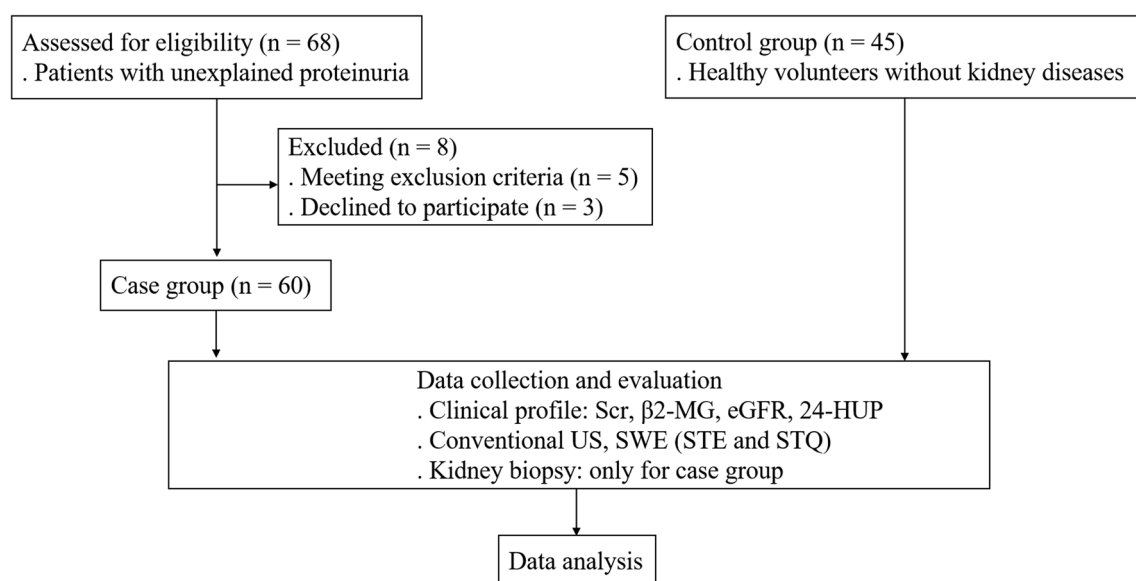 Assessed for eligibility (n = 68)
. Patients with unexplained proteinuria
Control group (n = 45)
. Healthy volunteers without kidney diseases
Excluded (n = 8)
. Meeting exclusion criteria (n = 5)
. Declined to participate (n = 3)
Case group (n = 60)
Data collection and evaluation
. Clinical profile: Scr, β2-MG, eGFR, 24-HUP
. Conventional US, SWE (STE and STQ)
. Kidney biopsy: only for case group
Data analysis